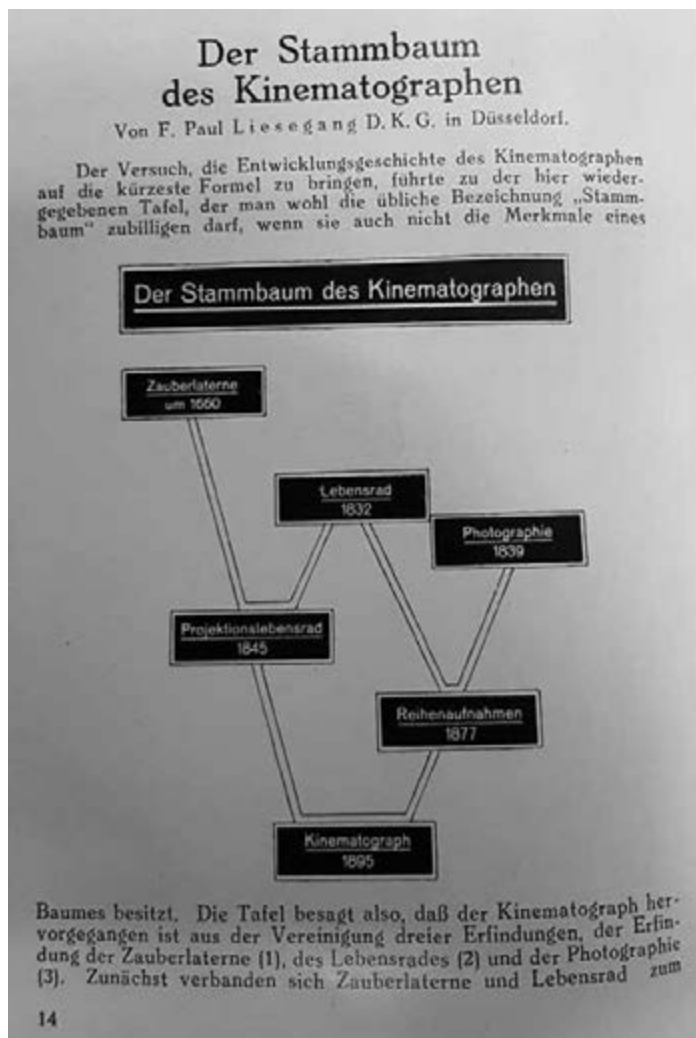 Der Stammbaum
des Kinematographen
Von F. Paul Liesegang D. K. G. in Düsseldorf.
Der Versuch, die Entwicklungsgeschichte des Kinematographen
auf die kürzeste Formel zu bringen, führte zu der hier wieder-
gegebenen Tafel, der man wohl die übliche Bezeichnung „Stamm-
baum“ zubilligen darf, wenn sie auch nicht die Merkmale eines
Der Stammbaum des Kinematographen
Zauberlaterne
um 1660
Lebensrad
1832
Photographie
1839
Projektionslebensrad
1845
Reihenaufnahmen
1877
Kinematograph
1895
Baumes besitzt. Die Tafel besagt also, daß der Kinematograph her-
vorgegangen ist aus der Vereinigung dreier Erfindungen, der Erfin-
dung der Zauberlaterne (1), des Lebensrades (2) und der Photographie
(3). Zunächst verbanden sich Zauberlaterne und Lebensrad zum
14